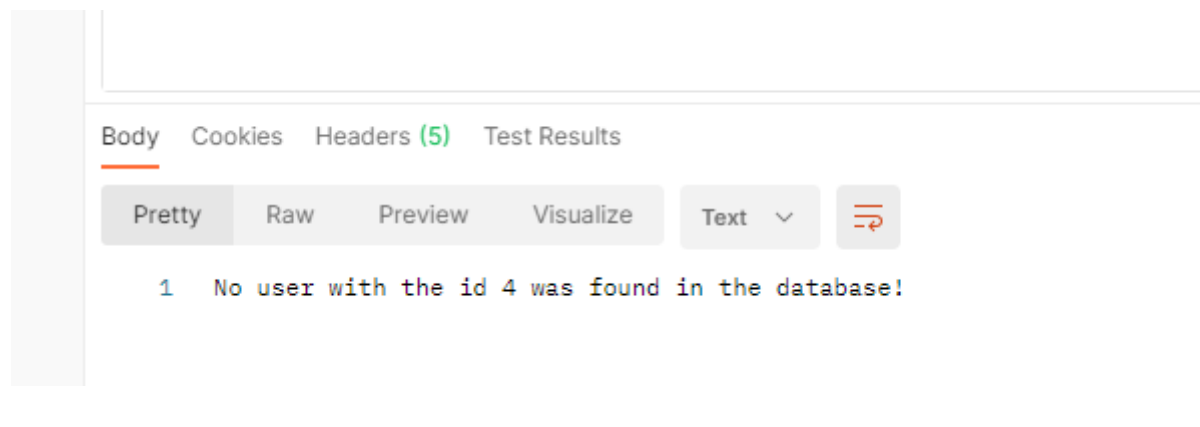 Body Cookies Headers (5) Test Results
Pretty Raw Preview Visualize Text
1 No user with the id 4 was found in the database!